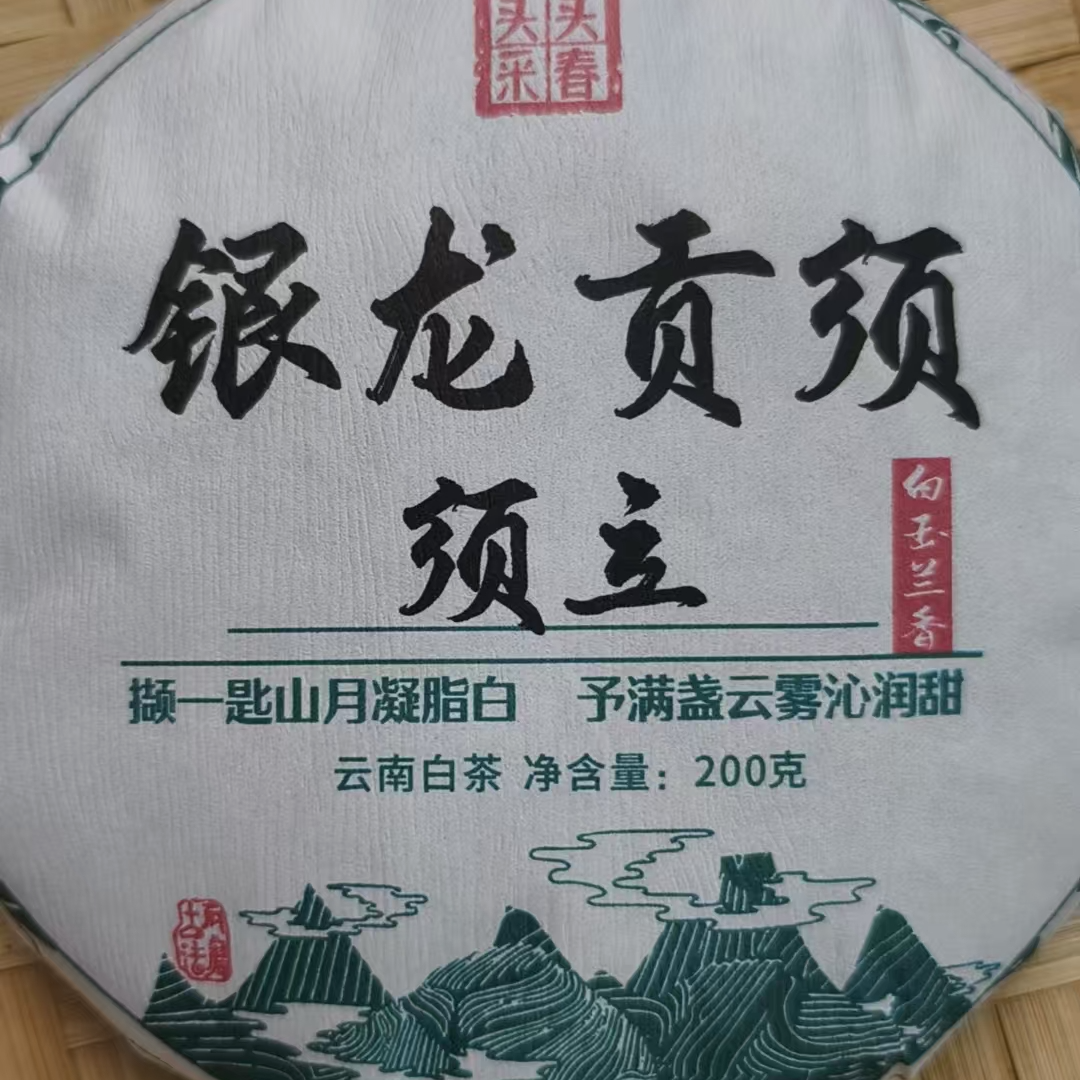 头春
头采
银龙贡须
须立
白玉兰香
撷一匙山月凝脂白 予满盏云雾沁润甜
云南白茶 净含量：200克
古法